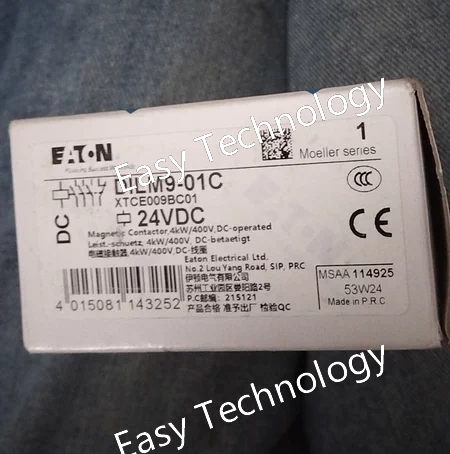 Easy Technology
EATON
Powering Business Worldwide
1
Moeller series
DILM9-01C
XTCE009BC01
DC
24VDC
Magnetic Contactor,4kW/400V,DC-operated
Leist.-schuetz, 4kW/400V, DC-betaetigt
电磁接触器,4kW/400V,DC-线圈
Eaton Electrical Ltd.
No.2 Lou Yang Road, SIP, PRC
伊顿电气有限公司
苏州工业园区娄阳路2号
P.C邮编: 215121
产品合格 准予出厂 检验QC
4 015081 143252
CCC
CE
MSAA 114925
53W24
Made in P.R.C
Easy Technology